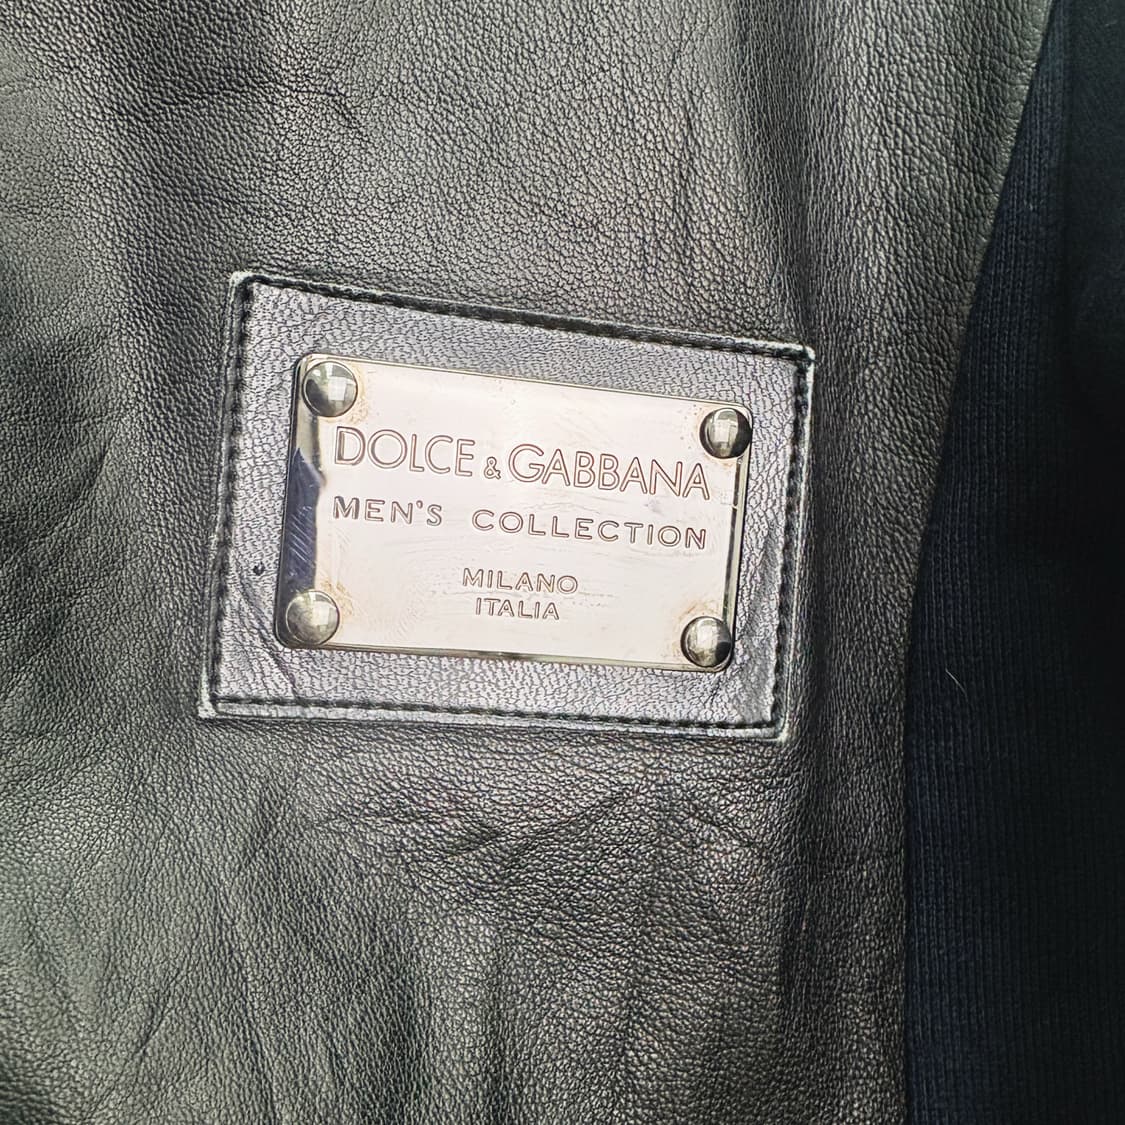 DOLCE & GABBANA
MEN'S COLLECTION
MILANO
ITALIA